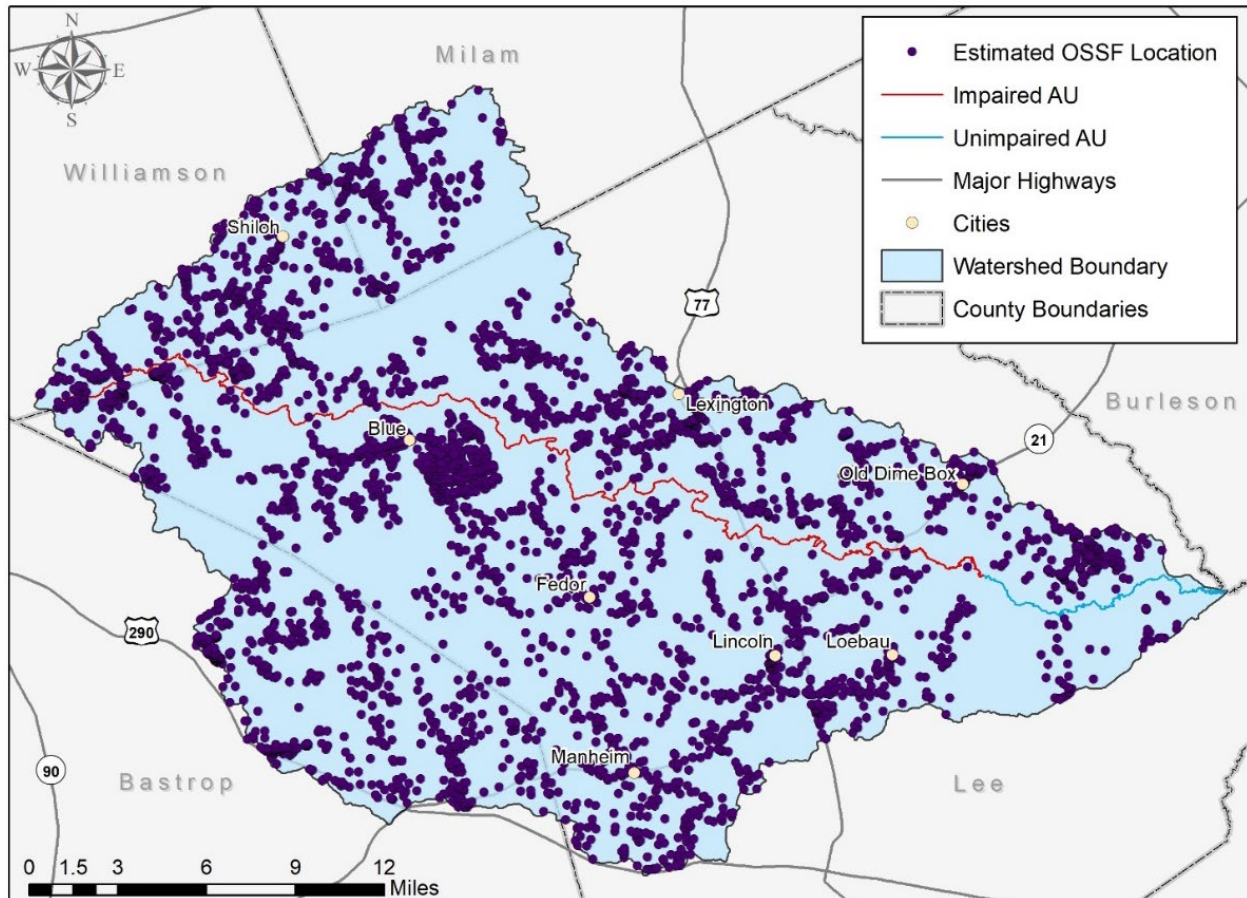 N
W E
S
Milam
Williamson
Estimated OSSF Location
Impaired AU
Unimpaired AU
Major Highways
Cities
Watershed Boundary
County Boundaries
Shiloh
77
Lexington
Burleson
21
Blue
Old Dime Box
Fedor
290
Lincoln
Loebau
Manheim
90
Bastrop
Lee
0 1.5 3 6 9 12
Miles